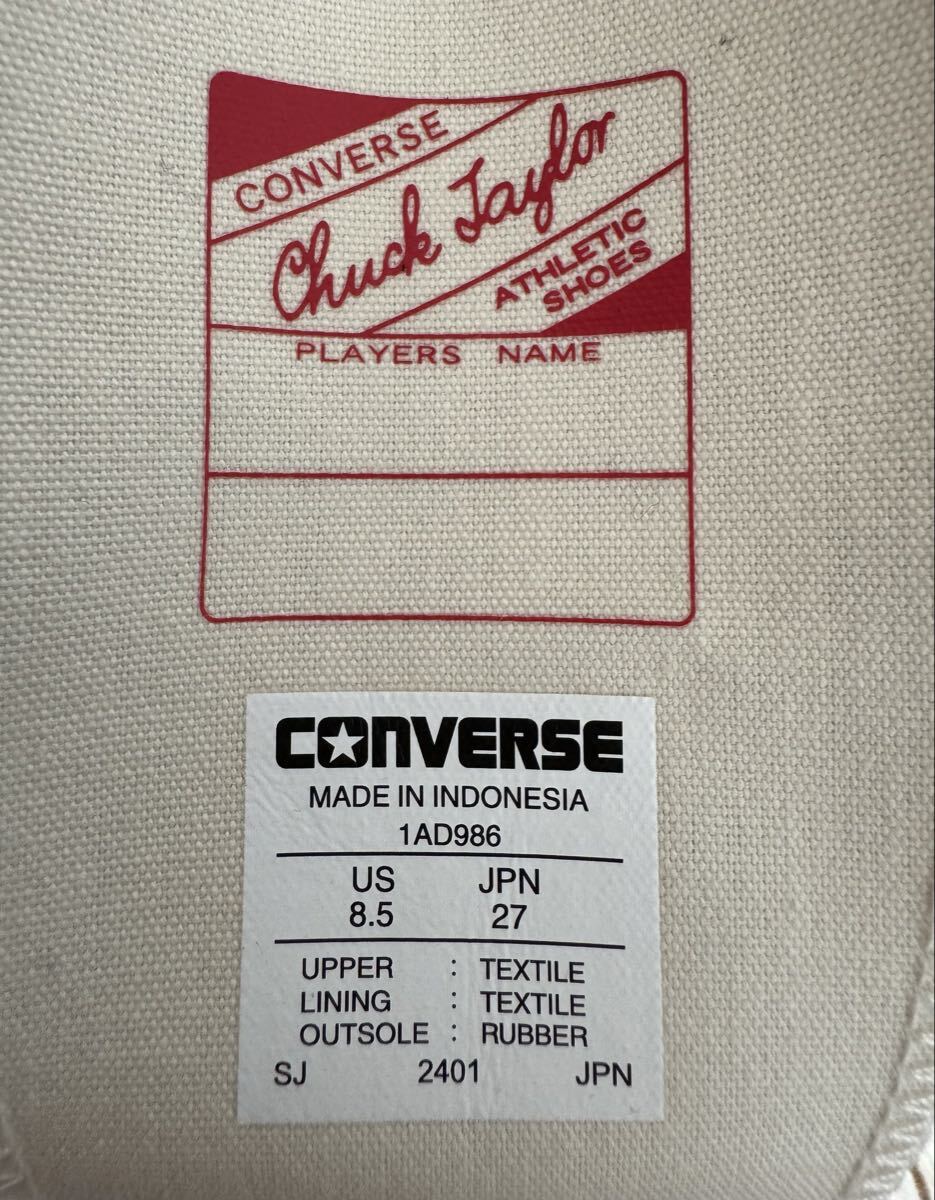 CONVERSE
Chuck Taylor
ATHLETIC
SHOES
PLAYERS NAME
CONVERSE
MADE IN INDONESIA
1AD986
US JPN
8.5 27
UPPER : TEXTILE
LINING : TEXTILE
OUTSOLE : RUBBER
SJ 2401 JPN